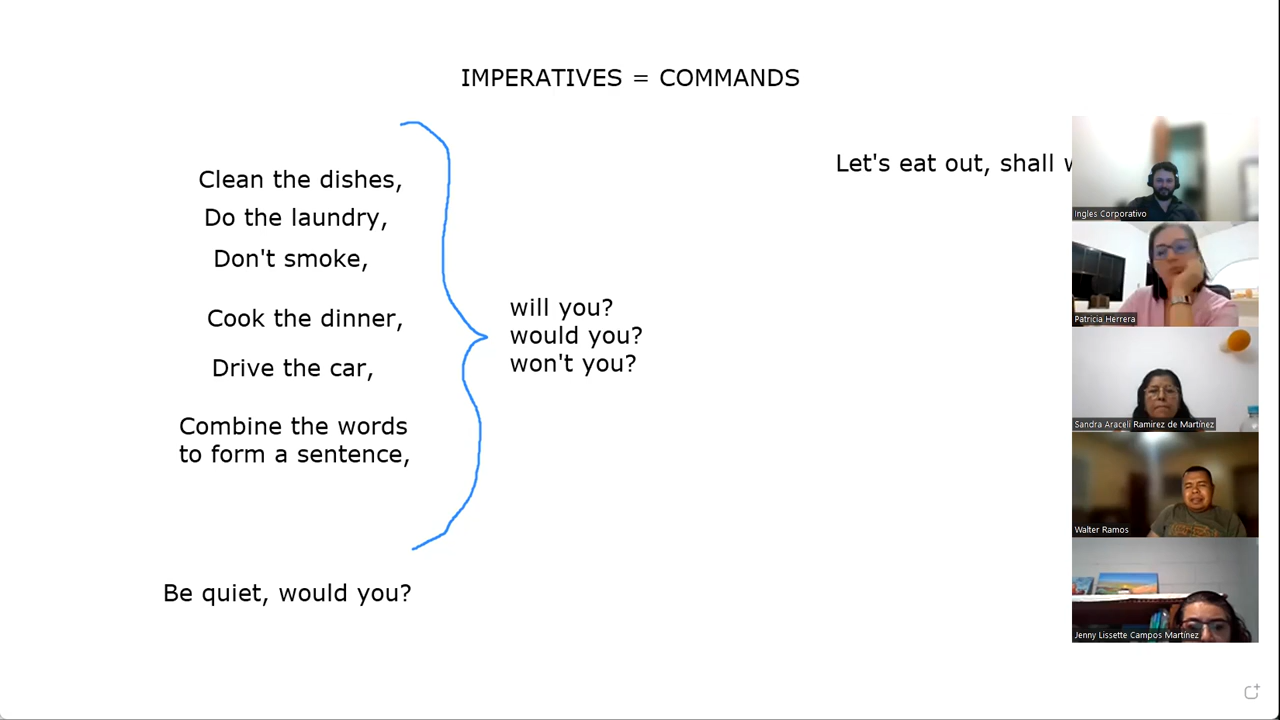 IMPERATIVES = COMMANDS
Clean the dishes,
Do the laundry,
Don't smoke,
Cook the dinner,
Drive the car,
Combine the words
to form a sentence,
will you?
would you?
won't you?
Be quiet, would you?
Let's eat out, shall
Ingles Corporativo
Patricia Herrera
Sandra Araceli Ramirez de Martínez
Walter Ramos
Jenny Lissette Campos Martínez